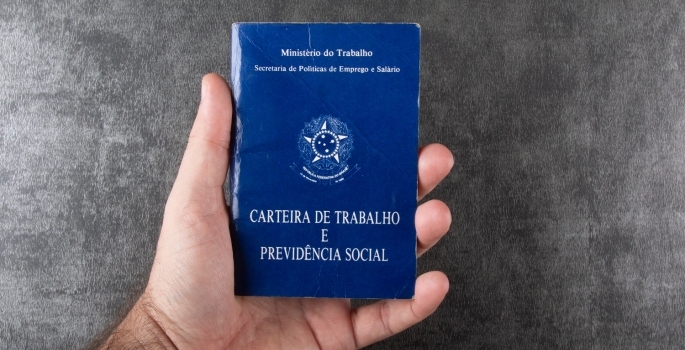 Ministério do Trabalho
Secretaria de Políticas de Emprego e Salário
CARTEIRA DE TRABALHO
E
PREVIDÊNCIA SOCIAL